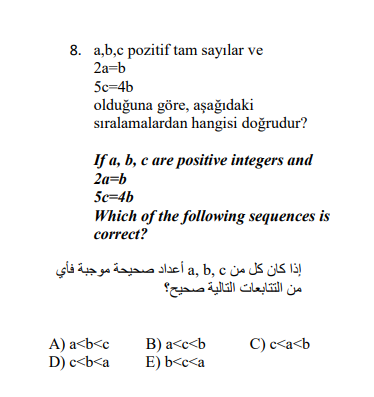 8. a,b,c pozitif tam sayılar ve
2a=b
5c=4b
olduğuna göre, aşağıdaki
sıralamalardan hangisi doğrudur?
If a, b, c are positive integers and
2a=b
5c=4b
Which of the following sequences is
correct?
إذا كان كل من a, b, c أعداد صحيحة موجبة فأي
من التتابعات التالية صحيح؟
A) a<b<c B) a<c<b C) c<a<b
D) c<b<a E) b<c<a